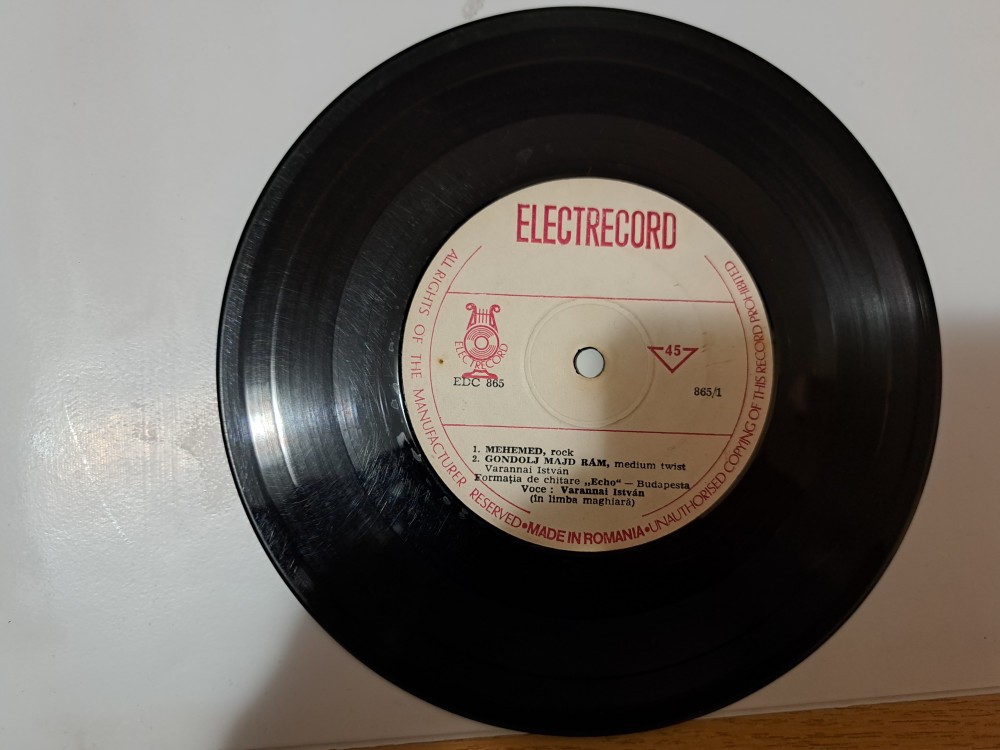 ELECTRECORD
ELECTRECORD
EDC 865
45
865/1
1. MEHEMED, rock
2. GONDOLJ MAJD RÁM, medium twist
Varannai István
Formația de chitare „Echo“ — Budapesta
Voce : Varannai István
(în limba maghiară)
ALL RIGHTS OF THE MANUFACTURER RESERVED•MADE IN ROMANIA•UNAUTHORISED COPYING OF THIS RECORD PROHIBITED